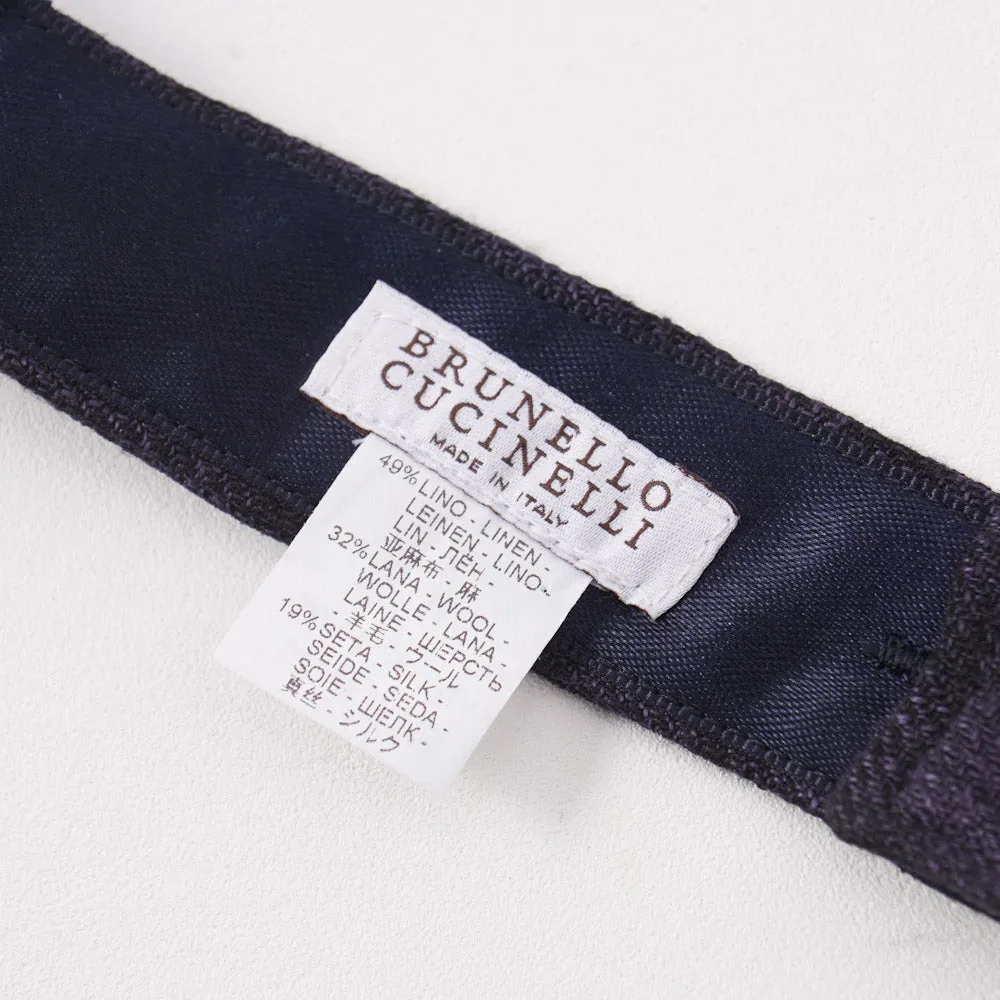 BRUNELLO
CUCINELLI
MADE IN ITALY
49% LINO - LINEN -
LEINEN - LINO -
LIN - ЛЁН -
亚麻布 - 麻
32% LANA - WOOL -
WOLLE - LANA -
LAINE - ШЕРСТЬ
- 羊毛 - ウール
19% SETA - SILK -
SEIDE - SEDA -
SOIE - ШЕЛК -
真丝 - シルク